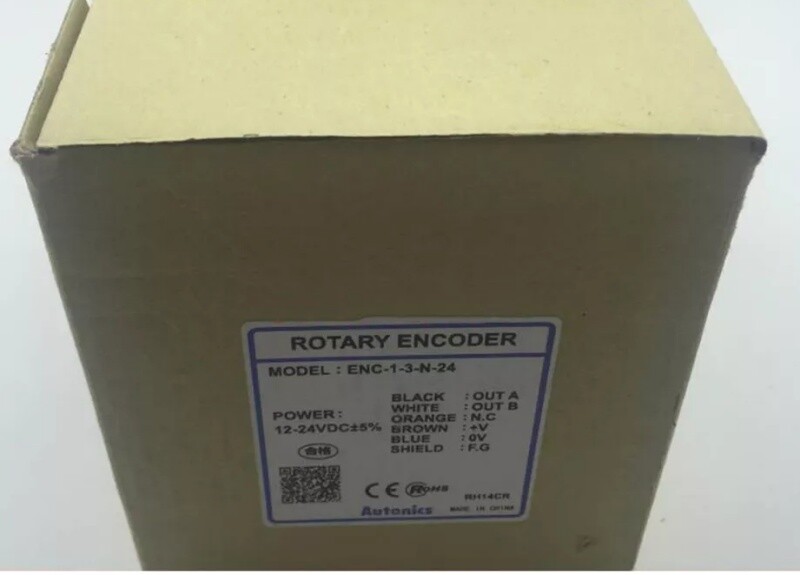 ROTARY ENCODER
MODEL : ENC-1-3-N-24
POWER :
12-24VDC±5%
BLACK : OUT A
WHITE : OUT B
ORANGE : N.C
BROWN : +V
BLUE : 0V
SHIELD : F.G
合格
CE RoHS
RH14CR
Autonics
MADE IN CHINA